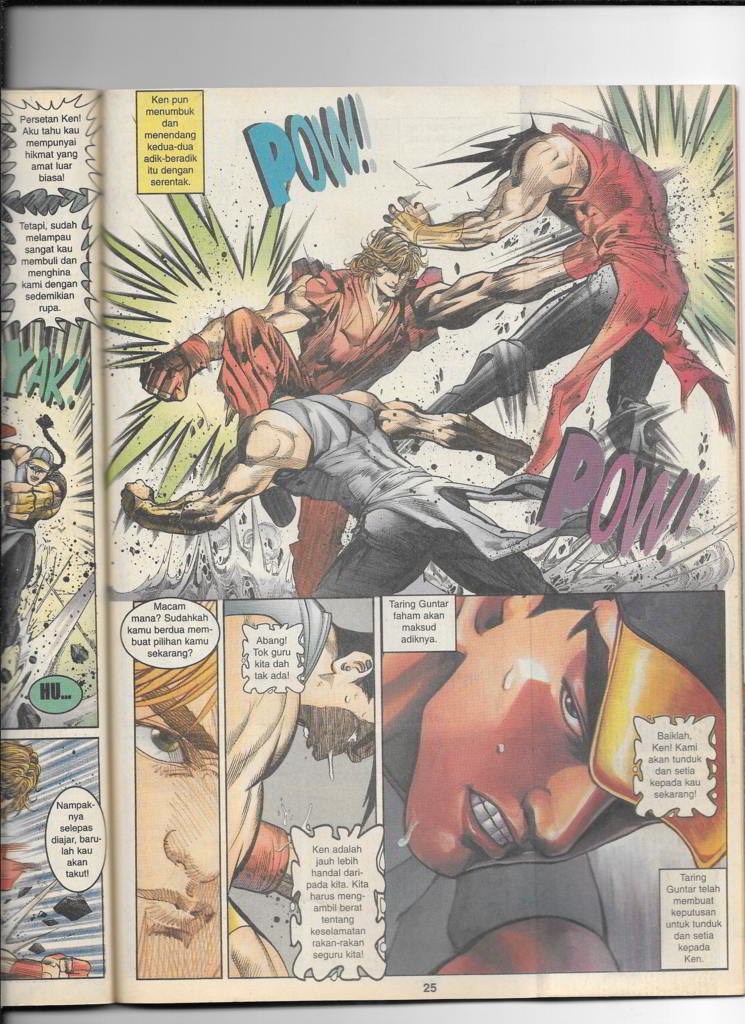 Persetan Ken!
Aku tahu kau
mempunyai
hikmat yang
amat luar
biasa!
Tetapi, sudah
melampau
sangat kau
membuli dan
menghina
kami dengan
sedemikian
rupa.
YAK!
HU...
Nampak-
nya
selepas
diajar, baru-
lah kau
akan
takut!
Ken pun
menumbuk
dan
menendang
kedua-dua
adik-beradik
itu dengan
serentak.
POW!!
POW!!
Macam
mana? Sudahkah
kamu berdua mem-
buat pilihan kamu
sekarang?
Abang!
Tok guru
kita dah
tak ada!
Ken adalah
jauh lebih
handal dari-
pada kita. Kita
harus meng-
ambil berat
tentang
keselamatan
rakan-rakan
seguru kita!
Taring Guntar
faham akan
maksud
adiknya.
Baiklah,
Ken! Kami
akan tunduk
dan setia
kepada kau
sekarang!
Taring
Guntar telah
membuat
keputusan
untuk tunduk
dan setia
kepada
Ken.
25